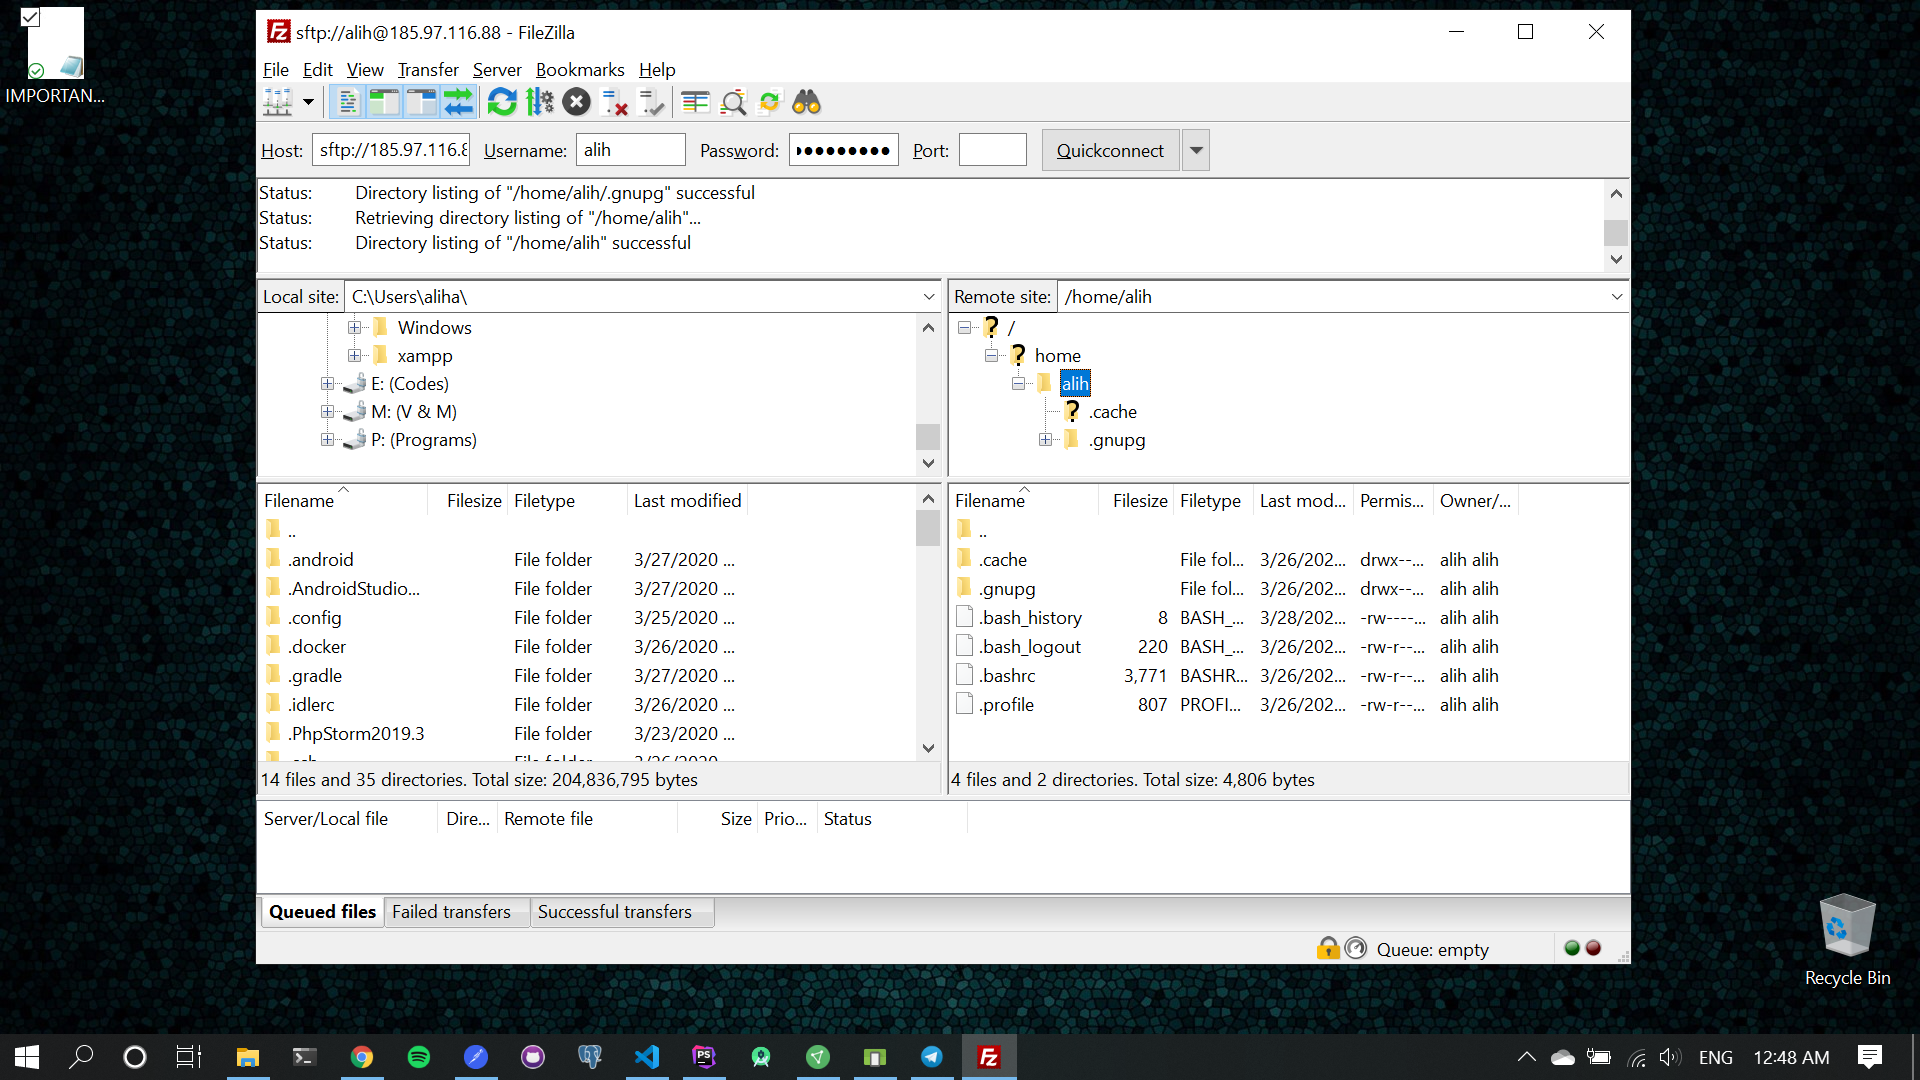 IMPORTAN...
sftp://alih@185.97.116.88 - FileZilla
File Edit View Transfer Server Bookmarks Help
Host: sftp://185.97.116.8 Username: alih Password: ●●●●●●●●● Port: Quickconnect
Status: Directory listing of "/home/alih/.gnupg" successful
Status: Retrieving directory listing of "/home/alih"...
Status: Directory listing of "/home/alih" successful
Local site: C:\Users\aliha\
Windows
xampp
E: (Codes)
M: (V & M)
P: (Programs)
Remote site: /home/alih
/
home
alih
.cache
.gnupg
Filename Filesize Filetype Last modified
..
.android File folder 3/27/2020 ...
.AndroidStudio... File folder 3/27/2020 ...
.config File folder 3/25/2020 ...
.docker File folder 3/26/2020 ...
.gradle File folder 3/27/2020 ...
.idlerc File folder 3/26/2020 ...
.PhpStorm2019.3 File folder 3/23/2020 ...
14 files and 35 directories. Total size: 204,836,795 bytes
Filename Filesize Filetype Last mod... Permis... Owner/...
..
.cache File fol... 3/26/202... drwx--... alih alih
.gnupg File fol... 3/26/202... drwx--... alih alih
.bash_history 8 BASH_... 3/28/202... -rw----... alih alih
.bash_logout 220 BASH_... 3/26/202... -rw-r--... alih alih
.bashrc 3,771 BASHR... 3/26/202... -rw-r--... alih alih
.profile 807 PROFI... 3/26/202... -rw-r--... alih alih
4 files and 2 directories. Total size: 4,806 bytes
Server/Local file Dire... Remote file Size Prio... Status
Queued files Failed transfers Successful transfers
Queue: empty
Recycle Bin
ENG 12:48 AM